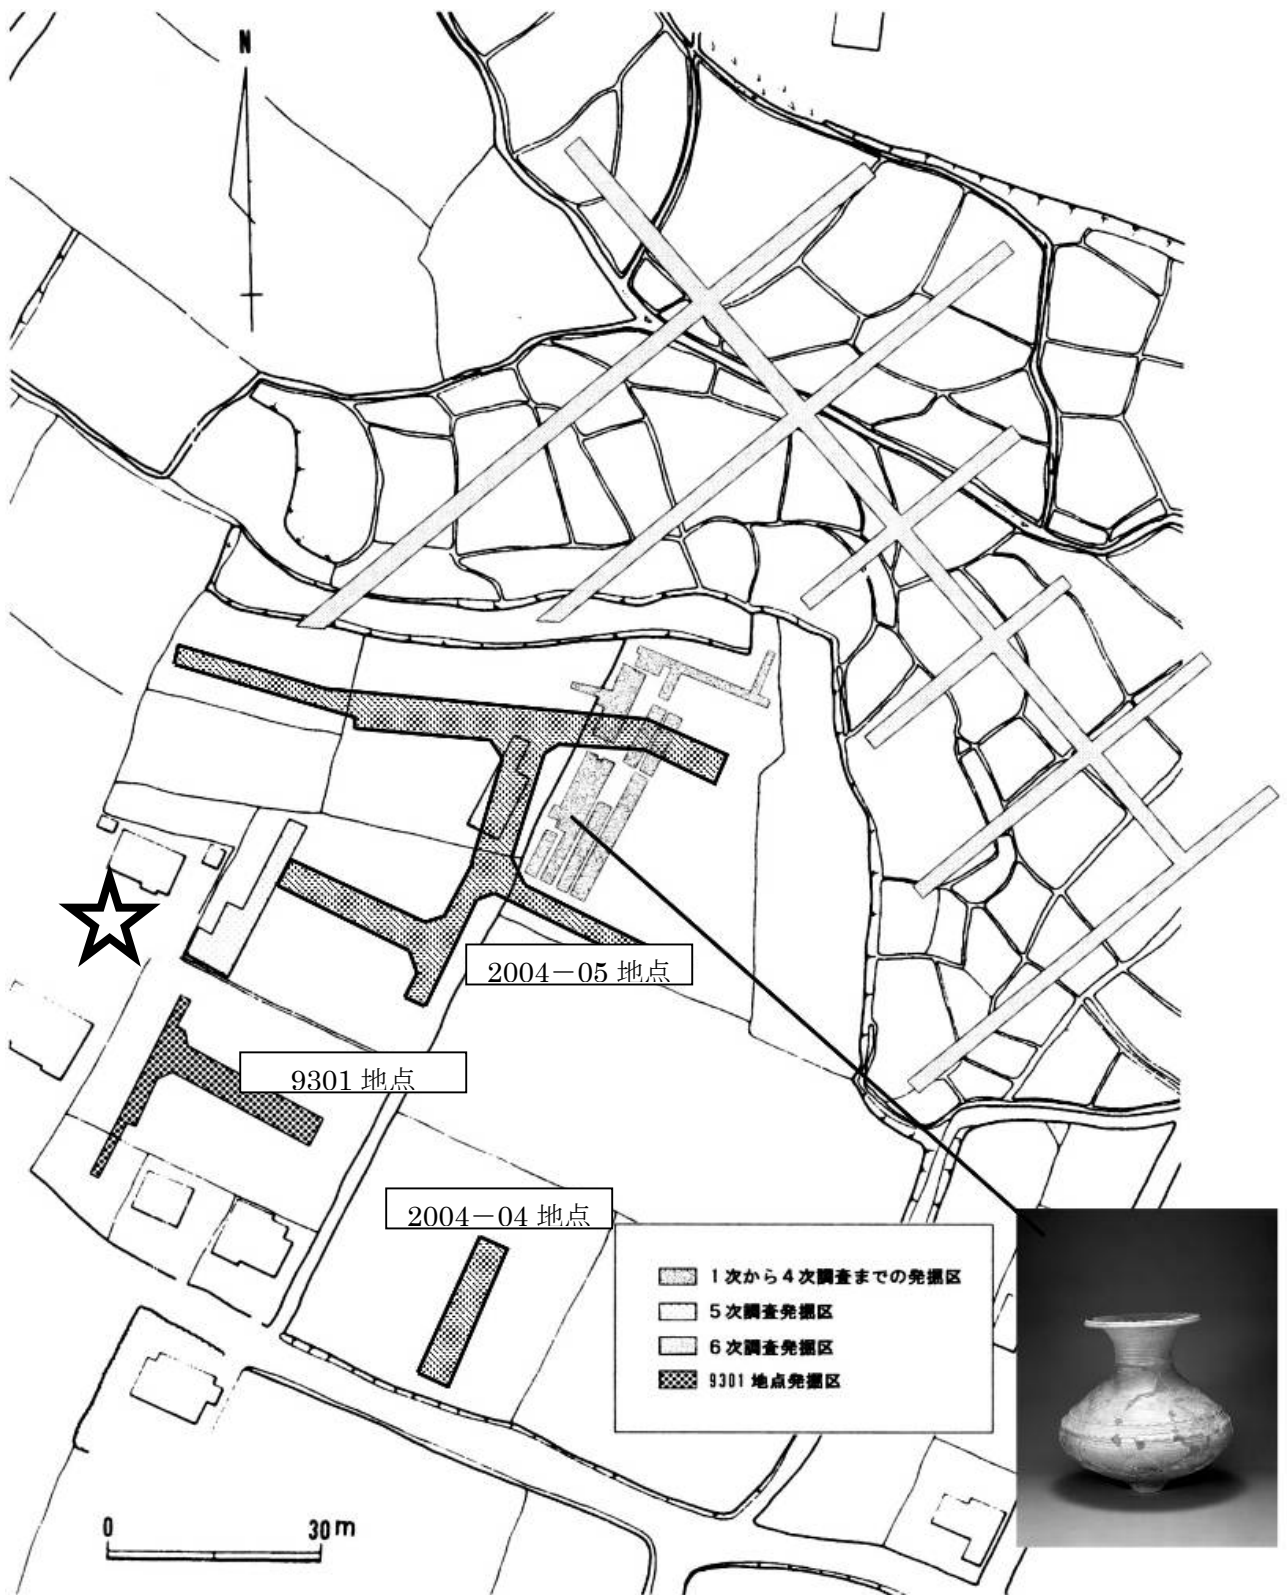 N
2004－05 地点
9301 地点
2004－04 地点
1次から4次調査までの発掘区
5次調査発掘区
6次調査発掘区
9301 地点発掘区
0 30m